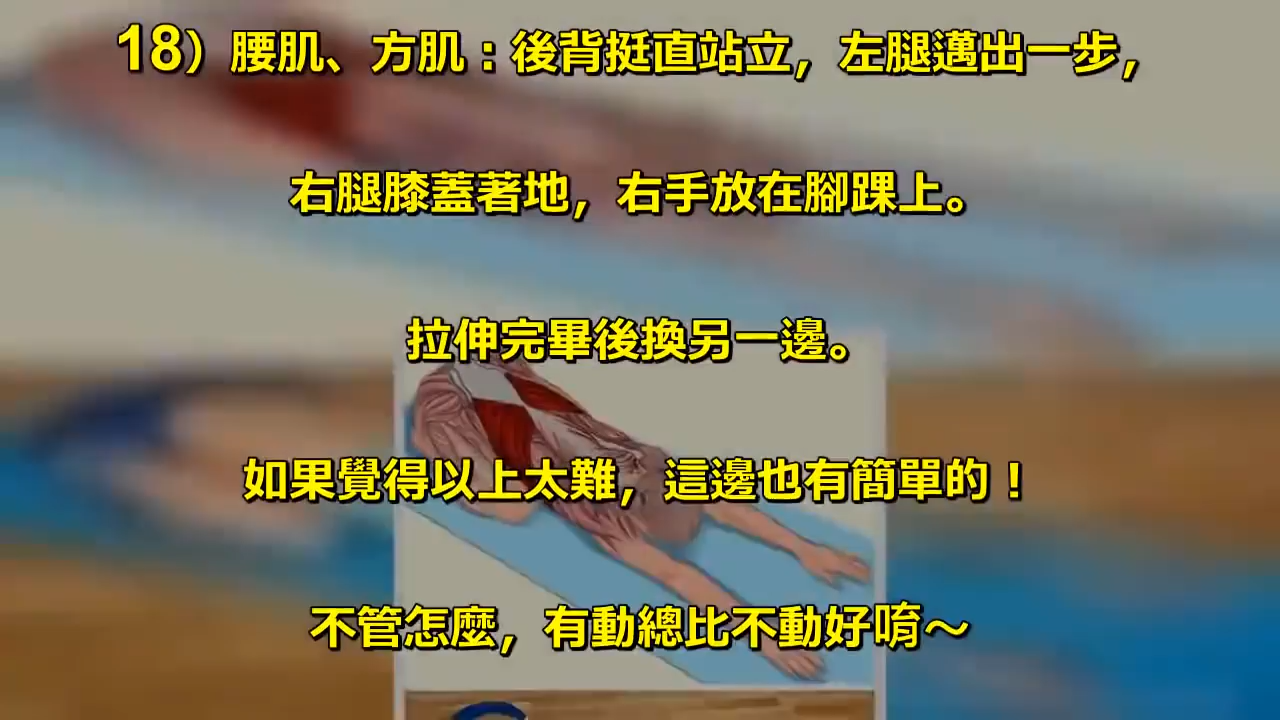 18）腰肌、方肌：後背挺直站立，左腿邁出一步，
右腿膝蓋著地，右手放在腳踝上。
拉伸完畢後換另一邊。
如果覺得以上太難，這邊也有簡單的！
不管怎麼，有動總比不動好唷～